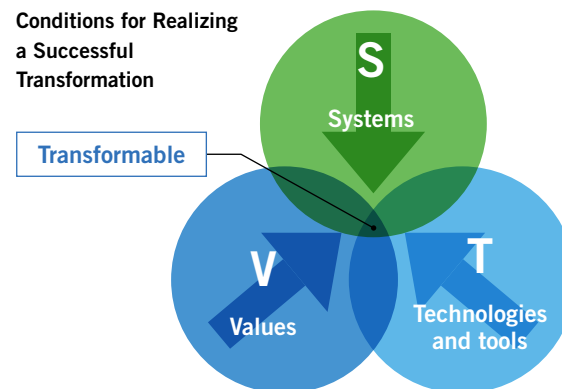 Conditions for Realizing
a Successful
Transformation
S
Systems
Transformable
V
Values
T
Technologies
and tools